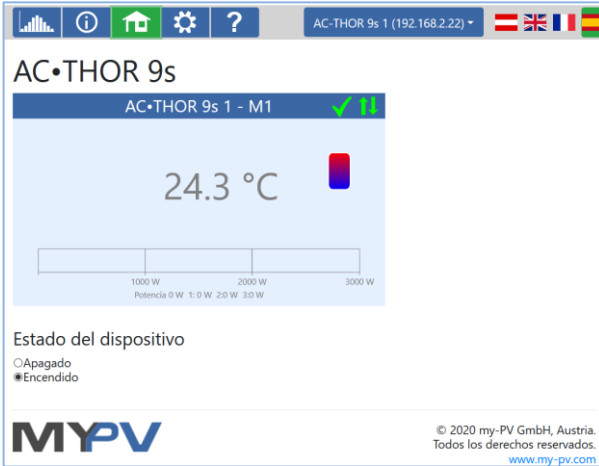 ?
AC-THOR 9s 1 (192.168.2.22)
AC•THOR 9s
AC•THOR 9s 1 - M1
24.3 °C
1000 W 2000 W 3000 W
Potencia 0 W 1: 0 W 2:0 W 3:0 W
Estado del dispositivo
Apagado
Encendido
MYPV
© 2020 my-PV GmbH, Austria.
Todos los derechos reservados.
www.my-pv.com